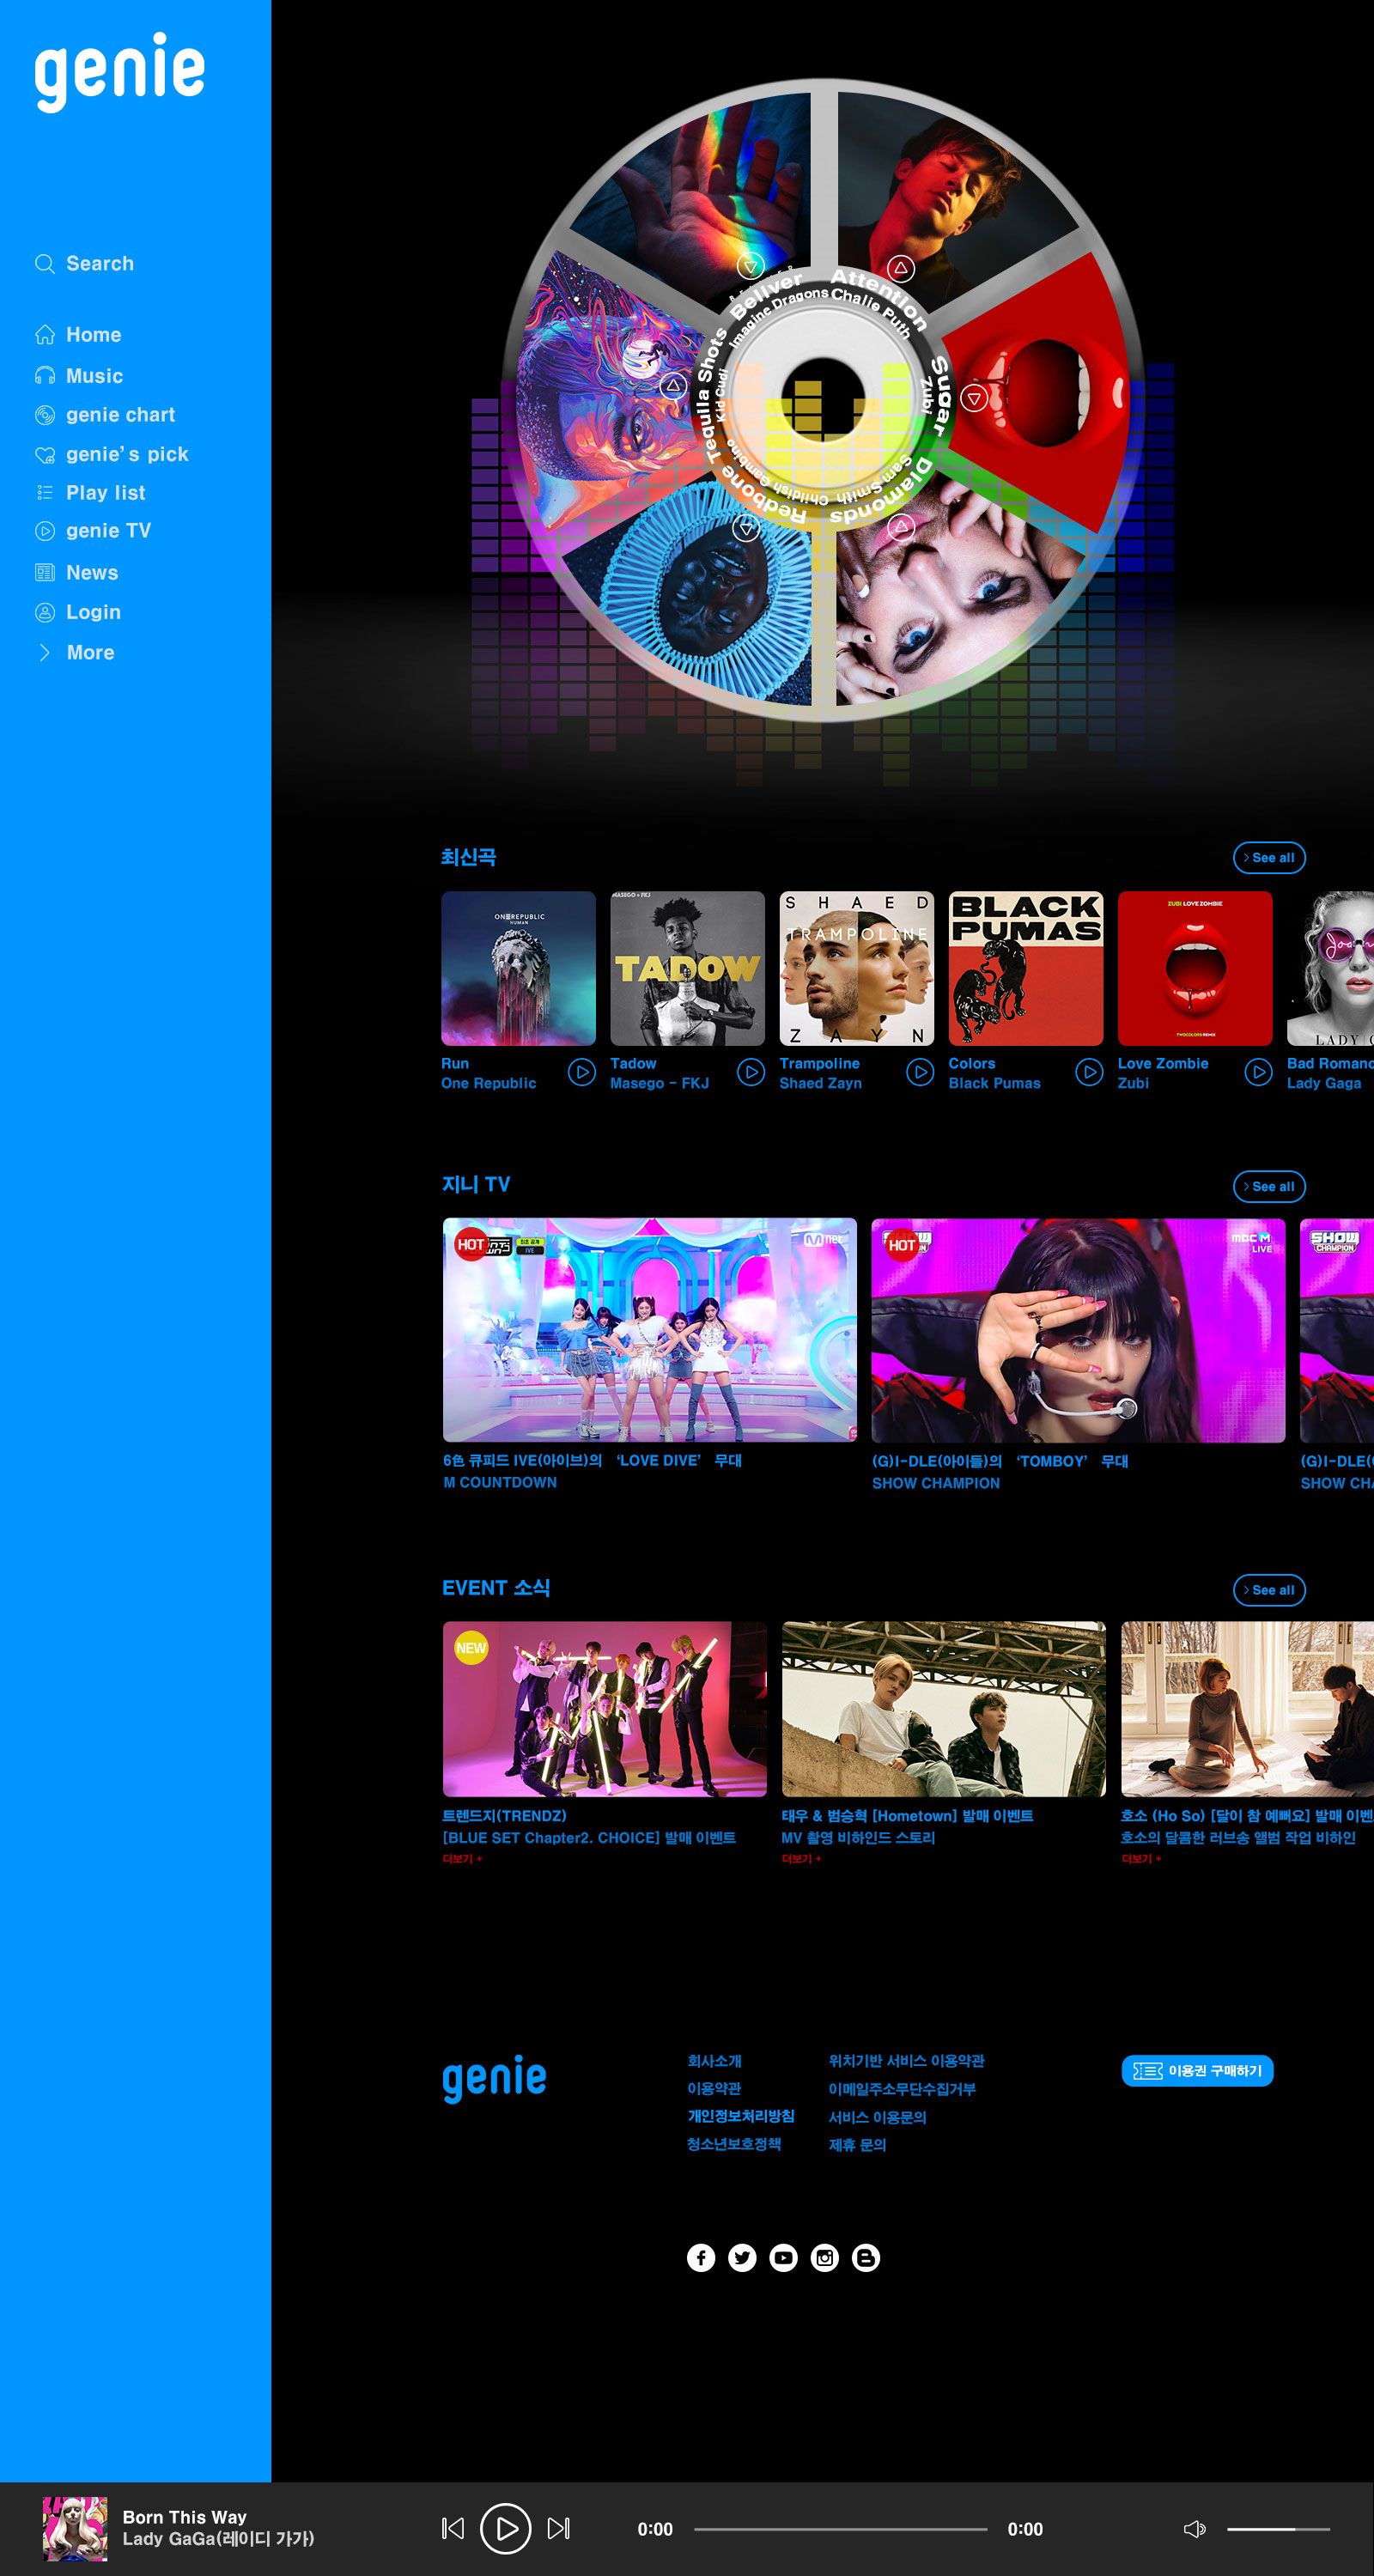 genie
Search
Home
Music
genie chart
genie's pick
Play list
genie TV
News
Login
More
Beliver
Imagine Dragons
Attention
Chalie Puth
Sugar
Zubi
Diamonds
Sam Smith
Redbone
Childish Gambino
Tequila Shots
Kid Cudi
최신곡
See all
ONEREPUBLIC
HUMAN
MASEGO + FKJ
TADOW
SHAED
TRAMPOLINE
ZAYN
BLACK
PUMAS
ZUBI LOVE ZOMBIE
TWOCOLORS REMIX
LADY
Run
One Republic
Tadow
Masego - FKJ
Trampoline
Shaed Zayn
Colors
Black Pumas
Love Zombie
Zubi
Bad Romanc
Lady Gaga
지니 TV
See all
HOT
최초 공개
IVE
Mnet
HOT
MBC M
LIVE
SHOW
CHAMPION
6色 큐피드 IVE(아이브)의 ‘LOVE DIVE’ 무대
M COUNTDOWN
(G)I-DLE(아이들)의 ‘TOMBOY’ 무대
SHOW CHAMPION
(G)I-DLE(
SHOW CHA
EVENT 소식
See all
NEW
트렌드지(TRENDZ)
[BLUE SET Chapter2. CHOICE] 발매 이벤트
더보기 +
태우 & 범승혁 [Hometown] 발매 이벤트
MV 촬영 비하인드 스토리
더보기 +
호소 (Ho So) [달이 참 예뻐요] 발매 이벤
호소의 달콤한 러브송 앨범 작업 비하인
더보기 +
genie
회사소개
이용약관
개인정보처리방침
청소년보호정책
위치기반 서비스 이용약관
이메일주소무단수집거부
서비스 이용문의
제휴 문의
이용권 구매하기
Born This Way
Lady GaGa(레이디 가가)
0:00
0:00